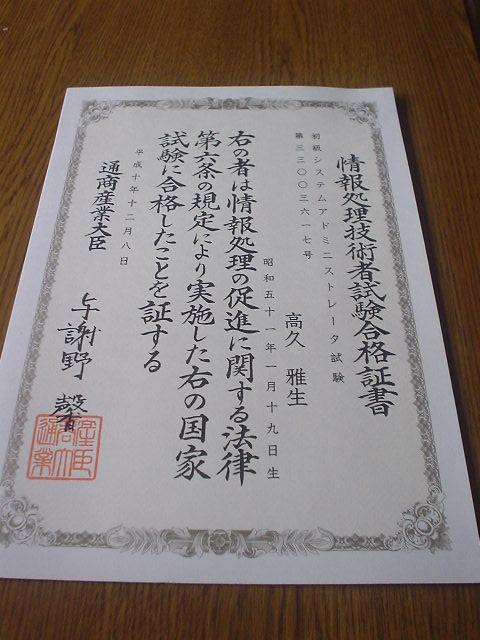 情報処理技術者試験合格証書
初級システムアドミニストレータ試験
第三三〇〇三六一七号
高久 雅生
昭和五十一年一月十九日生
右の者は情報処理の促進に関する法律
第六条の規定により実施した右の国家
試験に合格したことを証する
平成十年十二月八日
通商産業大臣
与謝野 馨